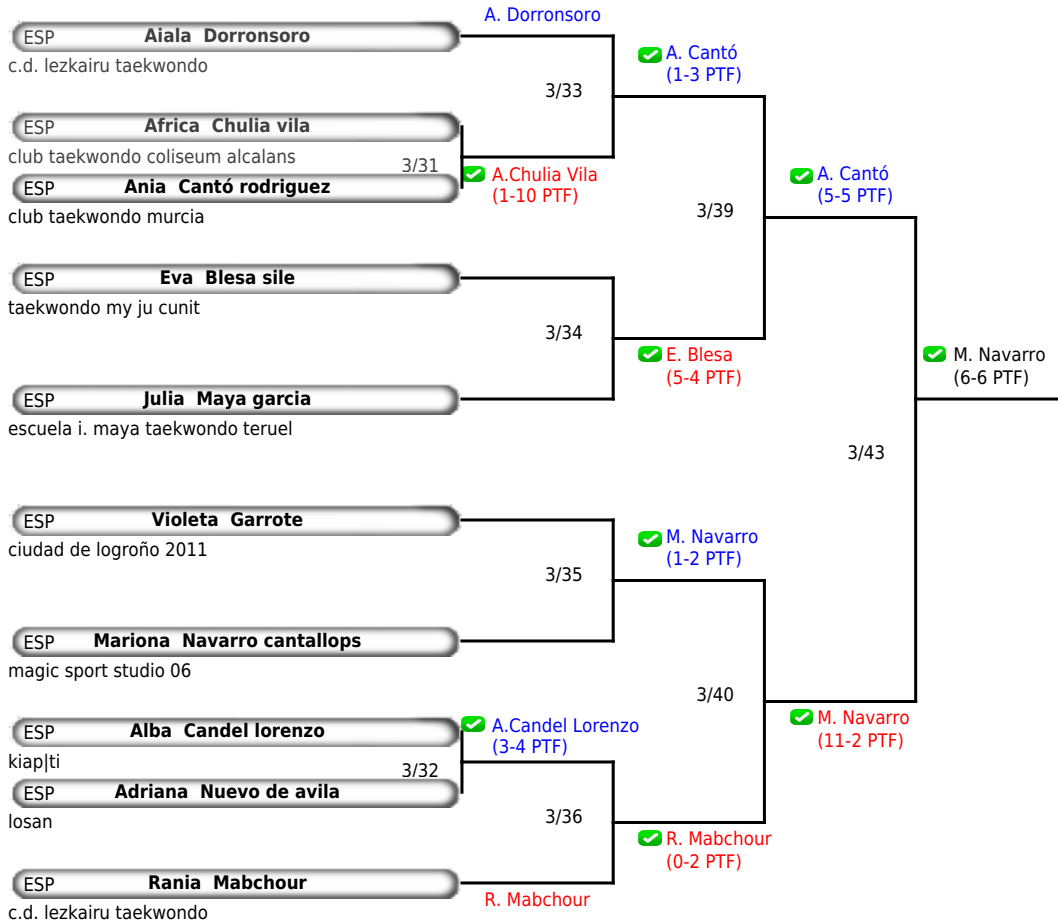 A. Dorronsoro
ESP Aiala Dorronsoro
c.d. lezkairu taekwondo
A. Cantó
(1-3 PTF)
3/33
ESP Africa Chulia vila
club taekwondo coliseum alcalans
3/31
A.Chulia Vila
(1-10 PTF)
ESP Ania Cantó rodriguez
club taekwondo murcia
A. Cantó
(5-5 PTF)
3/39
ESP Eva Blesa sile
taekwondo my ju cunit
3/34
E. Blesa
(5-4 PTF)
M. Navarro
(6-6 PTF)
ESP Julia Maya garcia
escuela i. maya taekwondo teruel
3/43
ESP Violeta Garrote
ciudad de logroño 2011
M. Navarro
(1-2 PTF)
3/35
ESP Mariona Navarro cantallops
magic sport studio 06
3/40
M. Navarro
(11-2 PTF)
ESP Alba Candel lorenzo
kiap|ti
A.Candel Lorenzo
(3-4 PTF)
3/32
ESP Adriana Nuevo de avila
losan
3/36
R. Mabchour
(0-2 PTF)
ESP Rania Mabchour
c.d. lezkairu taekwondo
R. Mabchour